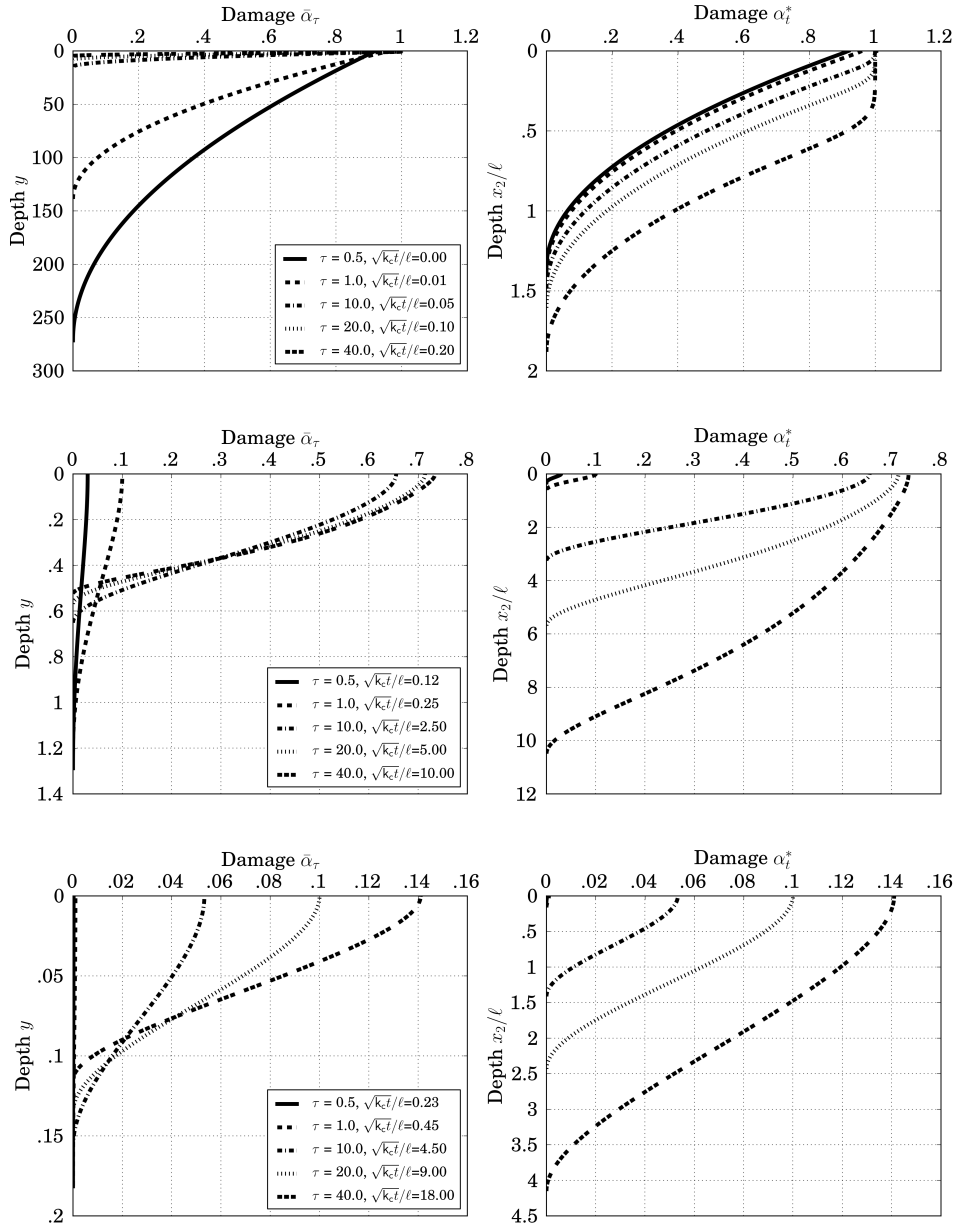 Damage ᾱ_τ
0 .2 .4 .6 .8 1 1.2
0
50
100
150
200
250
300
Depth y
τ = 0.5, √k_c t/ℓ=0.00
τ = 1.0, √k_c t/ℓ=0.01
τ = 10.0, √k_c t/ℓ=0.05
τ = 20.0, √k_c t/ℓ=0.10
τ = 40.0, √k_c t/ℓ=0.20
Damage α_t^*
0 .2 .4 .6 .8 1 1.2
0
.5
1
1.5
2
Depth x_2/ℓ
Damage ᾱ_τ
0 .1 .2 .3 .4 .5 .6 .7 .8
0
.2
.4
.6
.8
1
1.2
1.4
Depth y
τ = 0.5, √k_c t/ℓ=0.12
τ = 1.0, √k_c t/ℓ=0.25
τ = 10.0, √k_c t/ℓ=2.50
τ = 20.0, √k_c t/ℓ=5.00
τ = 40.0, √k_c t/ℓ=10.00
Damage α_t^*
0 .1 .2 .3 .4 .5 .6 .7 .8
0
2
4
6
8
10
12
Depth x_2/ℓ
Damage ᾱ_τ
0 .02 .04 .06 .08 .1 .12 .14 .16
0
.05
.1
.15
.2
Depth y
τ = 0.5, √k_c t/ℓ=0.23
τ = 1.0, √k_c t/ℓ=0.45
τ = 10.0, √k_c t/ℓ=4.50
τ = 20.0, √k_c t/ℓ=9.00
τ = 40.0, √k_c t/ℓ=18.00
Damage α_t^*
0 .02 .04 .06 .08 .1 .12 .14 .16
0
.5
1
1.5
2
2.5
3
3.5
4
4.5
Depth x_2/ℓ